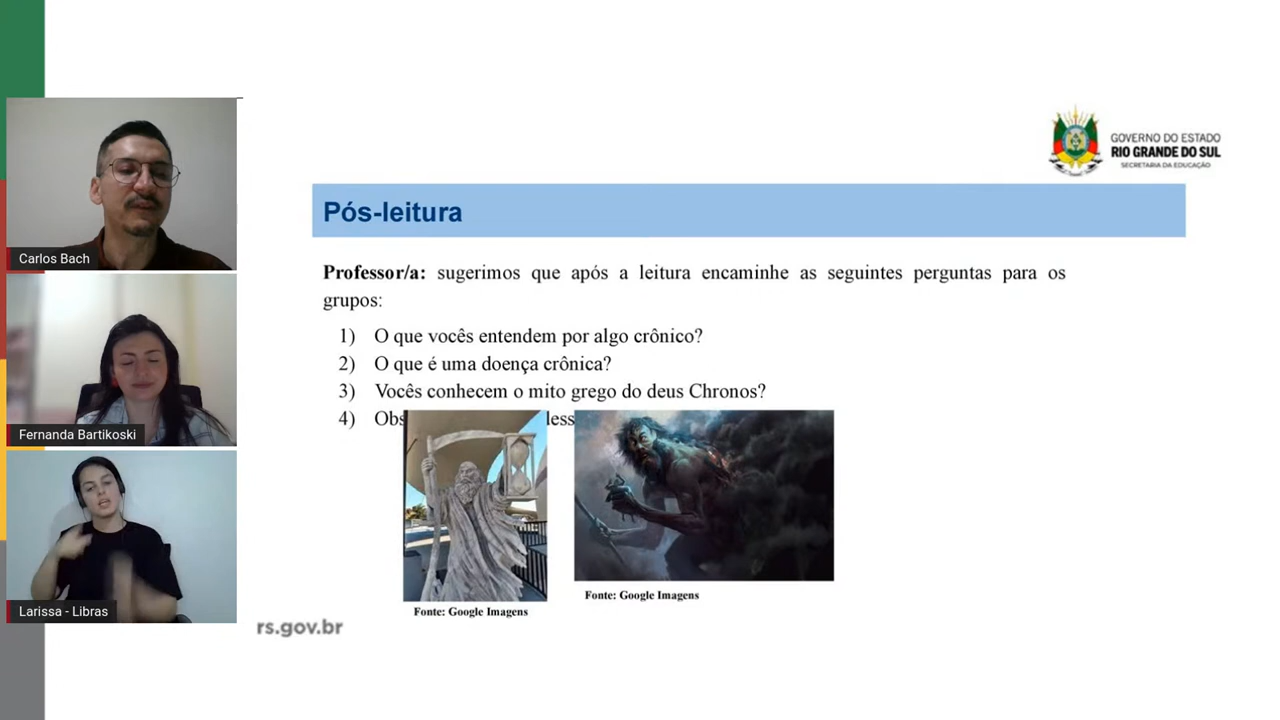 GOVERNO DO ESTADO
RIO GRANDE DO SUL
SECRETARIA DA EDUCAÇÃO
Pós-leitura
Professor/a: sugerimos que após a leitura encaminhe as seguintes perguntas para os
grupos:
1) O que vocês entendem por algo crônico?
2) O que é uma doença crônica?
3) Vocês conhecem o mito grego do deus Chronos?
4)
Fonte: Google Imagens
Fonte: Google Imagens
rs.gov.br
Carlos Bach
Fernanda Bartikoski
Larissa - Libras